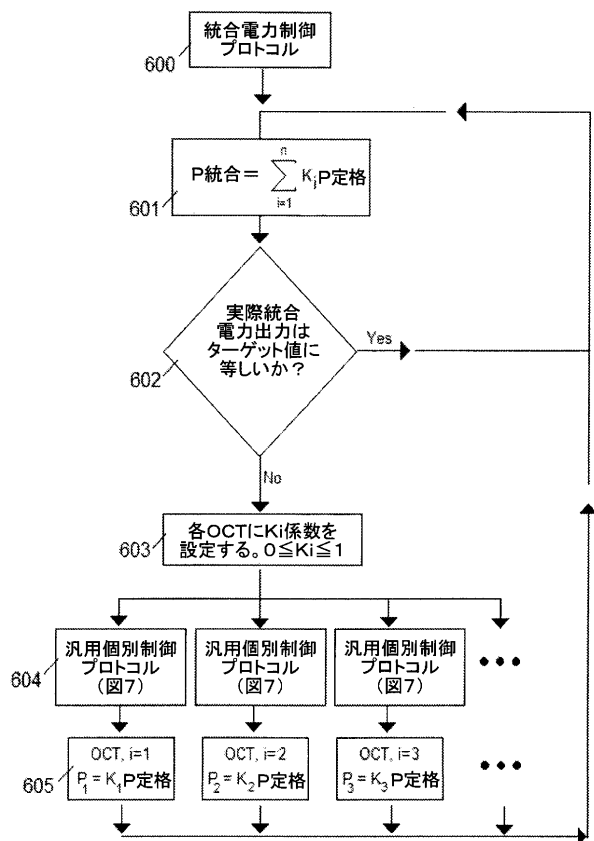 統合電力制御
プロトコル
600
n
P統合＝ ∑ KiP定格
i=1
601
実際統合
電力出力は
ターゲット値に
等しいか？
602
Yes
No
各OCTにKi係数を
設定する。0≦Ki≦1
603
汎用個別制御
プロトコル
（図7）
汎用個別制御
プロトコル
（図7）
汎用個別制御
プロトコル
（図7）
•••
604
OCT, i=1
P₁ = K₁P定格
OCT, i=2
P₂ = K₂P定格
OCT, i=3
P₃ = K₃P定格
•••
605